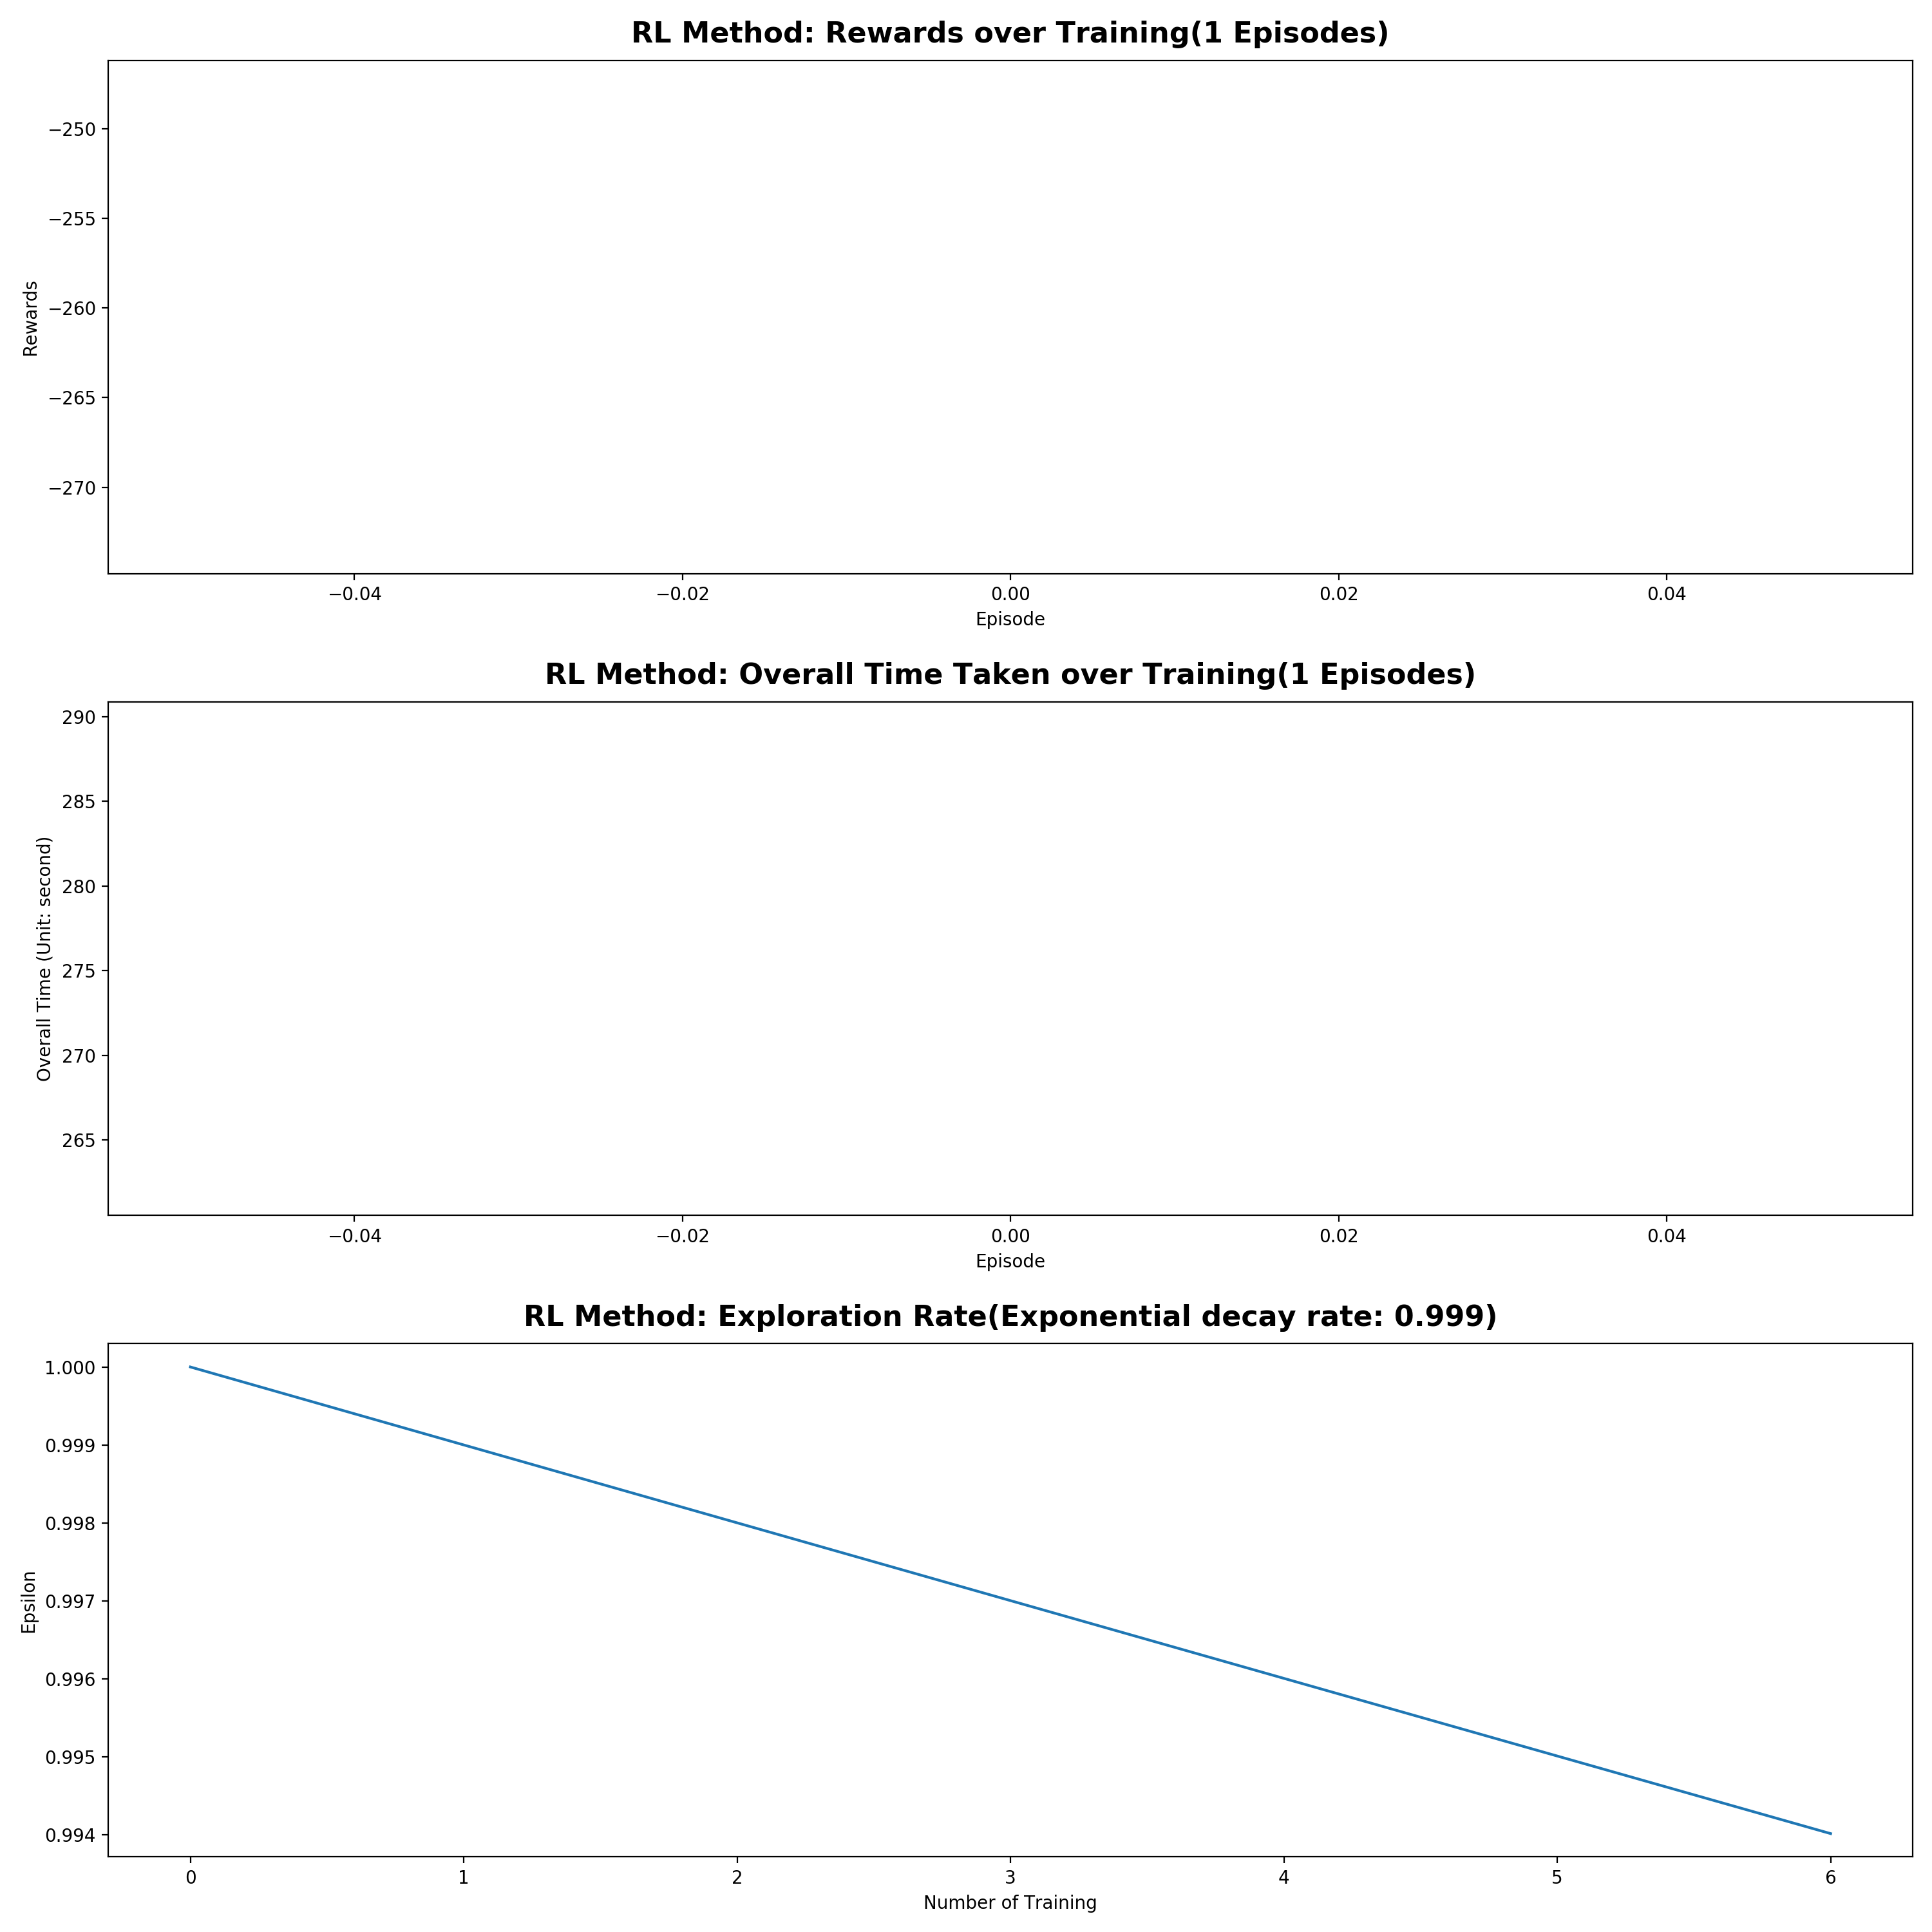 RL Method: Rewards over Training(1 Episodes)
Rewards
−250
−255
−260
−265
−270
−0.04 −0.02 0.00 0.02 0.04
Episode
RL Method: Overall Time Taken over Training(1 Episodes)
Overall Time (Unit: second)
290
285
280
275
270
265
−0.04 −0.02 0.00 0.02 0.04
Episode
RL Method: Exploration Rate(Exponential decay rate: 0.999)
Epsilon
1.000
0.999
0.998
0.997
0.996
0.995
0.994
0 1 2 3 4 5 6
Number of Training